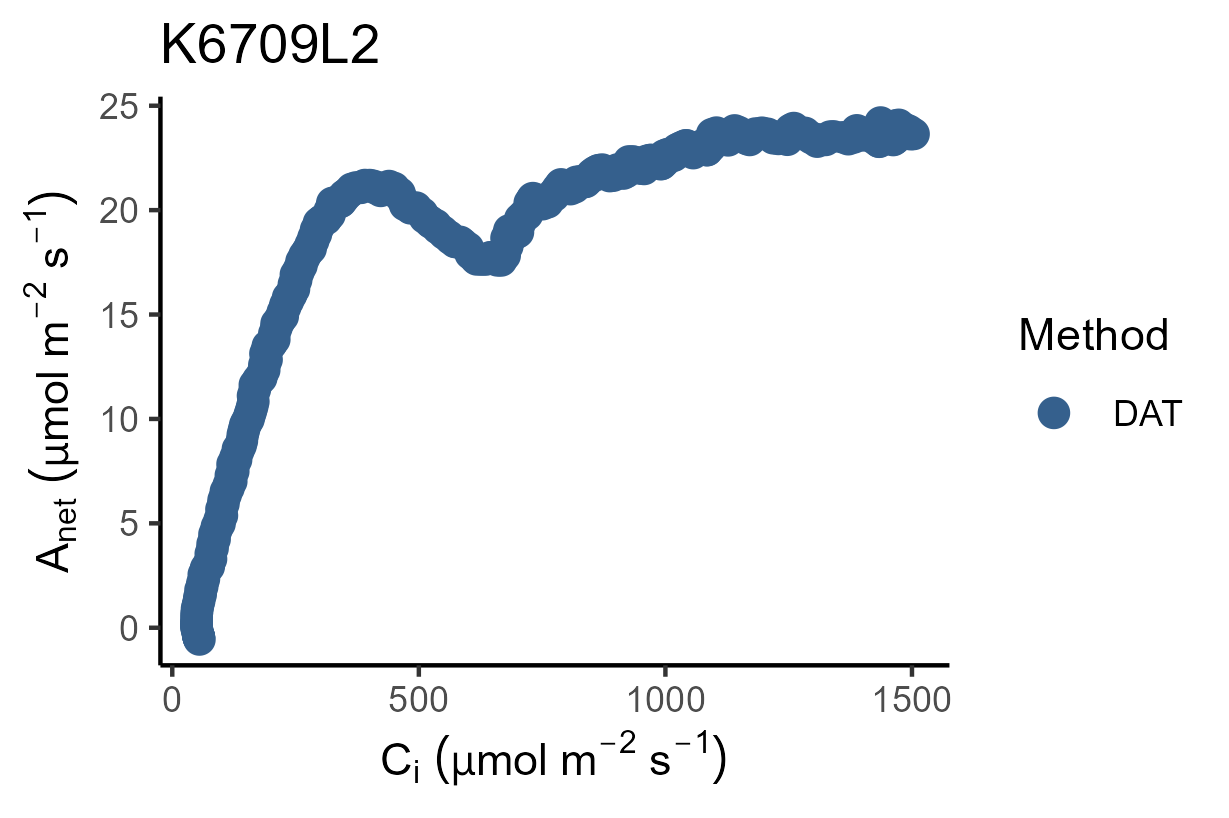 K6709L2
25
20
15
10
5
0
A_net (µmol m⁻² s⁻¹)
0 500 1000 1500
C_i (µmol m⁻² s⁻¹)
Method
DAT